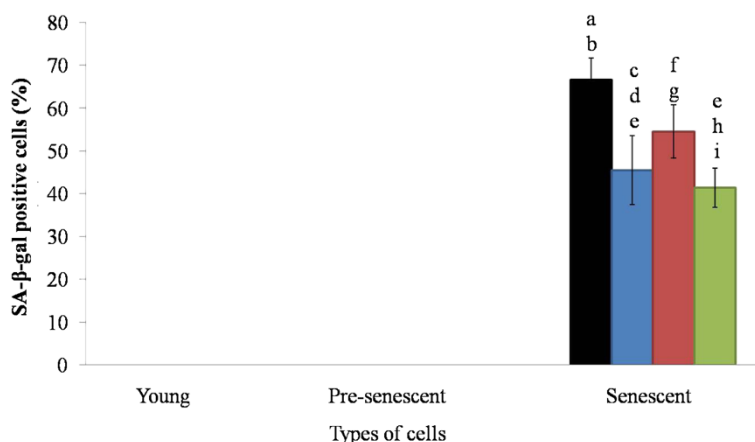 SA-β-gal positive cells (%)
80
70
60
50
40
30
20
10
0
a
b
c
d
e
f
g
e
h
i
Young Pre-senescent Senescent
Types of cells